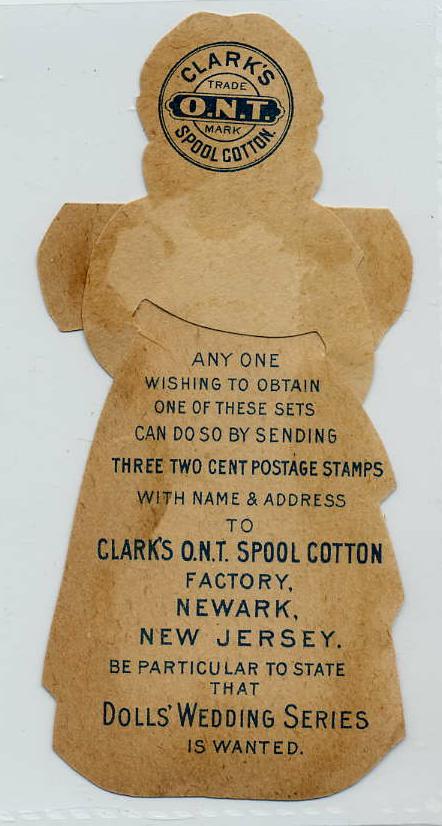 CLARK'S
TRADE
O.N.T.
MARK
SPOOL COTTON.
ANY ONE
WISHING TO OBTAIN
ONE OF THESE SETS
CAN DO SO BY SENDING
THREE TWO CENT POSTAGE STAMPS
WITH NAME & ADDRESS
TO
CLARK'S O.N.T. SPOOL COTTON
FACTORY,
NEWARK,
NEW JERSEY.
BE PARTICULAR TO STATE
THAT
DOLLS' WEDDING SERIES
IS WANTED.